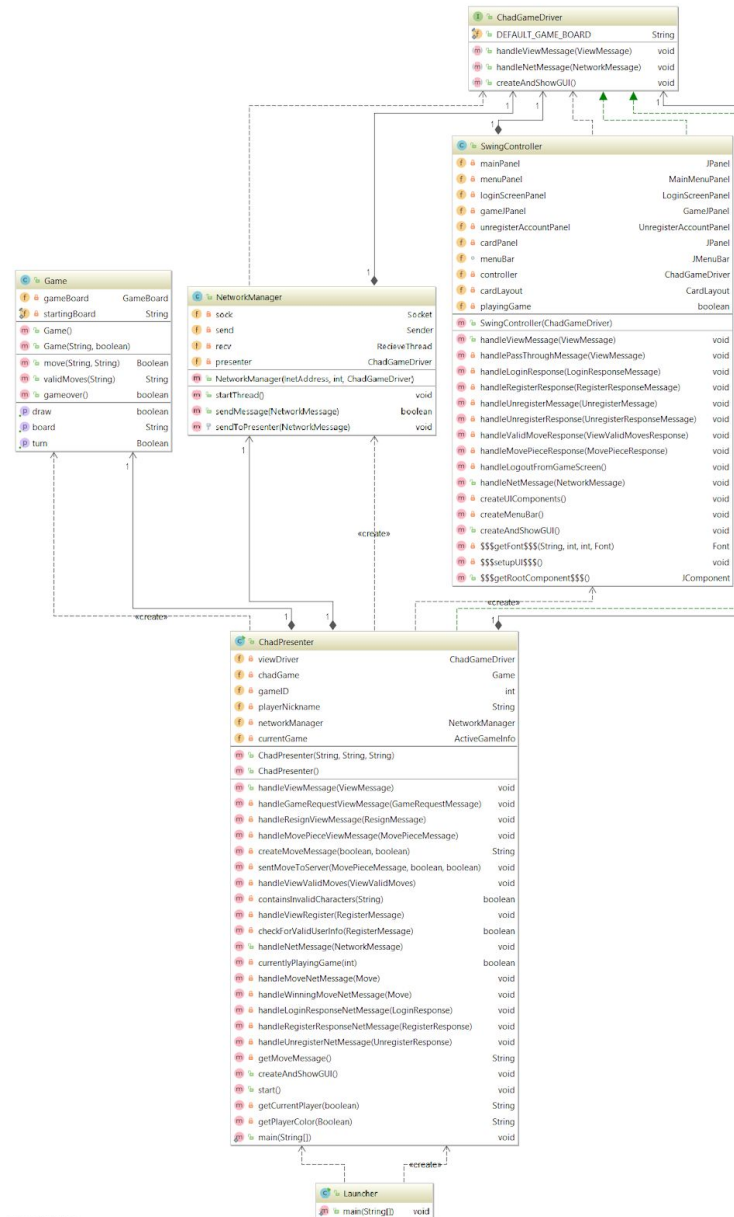 ChadGameDriver
DEFAULT_GAME_BOARD String
handleViewMessage(ViewMessage) void
handleNetMessage(NetworkMessage) void
createAndShowGUI() void
1
1
1
1
SwingController
mainPanel JPanel
menuPanel MainMenuPanel
loginScreenPanel LoginScreenPanel
gameJPanel GameJPanel
unregisterAccountPanel UnregisterAccountPanel
cardPanel JPanel
menuBar JMenuBar
controller ChadGameDriver
cardLayout CardLayout
playingGame boolean
SwingController(ChadGameDriver)
handleViewMessage(ViewMessage) void
handlePassThroughMessage(ViewMessage) void
handleLoginResponse(LoginResponseMessage) void
handleRegisterResponse(RegisterResponseMessage) void
handleUnregisterMessage(UnregisterMessage) void
handleUnregisterResponse(UnregisterResponseMessage) void
handleValidMoveResponse(ViewValidMovesResponse) void
handleMovePieceResponse(MovePieceResponse) void
handleLogoutFromGameScreen() void
handleNetMessage(NetworkMessage) void
createUIComponents() void
createMenuBar() void
createAndShowGUI() void
$$$getFont$$$(String, int, int, Font) Font
$$$setupUI$$$() void
$$$getRootComponent$$$() JComponent
Game
gameBoard GameBoard
startingBoard String
Game()
Game(String, boolean)
move(String, String) Boolean
validMoves(String) String
gameover() boolean
draw boolean
board String
turn Boolean
1
1
NetworkManager
sock Socket
send Sender
recv RecieveThread
presenter ChadGameDriver
NetworkManager(InetAddress, int, ChadGameDriver)
startThread() void
sendMessage(NetworkMessage) boolean
sendToPresenter(NetworkMessage) void
1
«create»
«create»
«create»
1
1
1
ChadPresenter
viewDriver ChadGameDriver
chadGame Game
gameID int
playerNickname String
networkManager NetworkManager
currentGame ActiveGameInfo
ChadPresenter(String, String, String)
ChadPresenter()
handleViewMessage(ViewMessage) void
handleGameRequestViewMessage(GameRequestMessage) void
handleResignViewMessage(ResignMessage) void
handleMovePieceViewMessage(MovePieceMessage) void
createMoveMessage(boolean, boolean) String
sentMoveToServer(MovePieceMessage, boolean, boolean) void
handleViewValidMoves(ViewValidMoves) void
containsInvalidCharacters(String) boolean
handleViewRegister(RegisterMessage) void
checkForValidUserInfo(RegisterMessage) boolean
handleNetMessage(NetworkMessage) void
currentlyPlayingGame(int) boolean
handleMoveNetMessage(Move) void
handleWinningMoveNetMessage(Move) void
handleLoginResponseNetMessage(LoginResponse) void
handleRegisterResponseNetMessage(RegisterResponse) void
handleUnregisterNetMessage(UnregisterResponse) void
getMoveMessage() String
createAndShowGUI() void
start() void
getCurrentPlayer(boolean) String
getPlayerColor(Boolean) String
main(String[]) void
«create»
Launcher
main(String[]) void